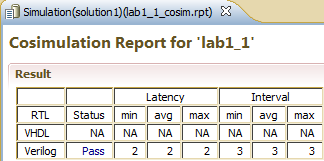 Simulation(solution1)(lab1_1_cosim.rpt)
Cosimulation Report for 'lab1_1'
Result
Latency Interval
RTL Status min avg max min avg max
VHDL NA NA NA NA NA NA NA
Verilog Pass 2 2 2 3 3 3